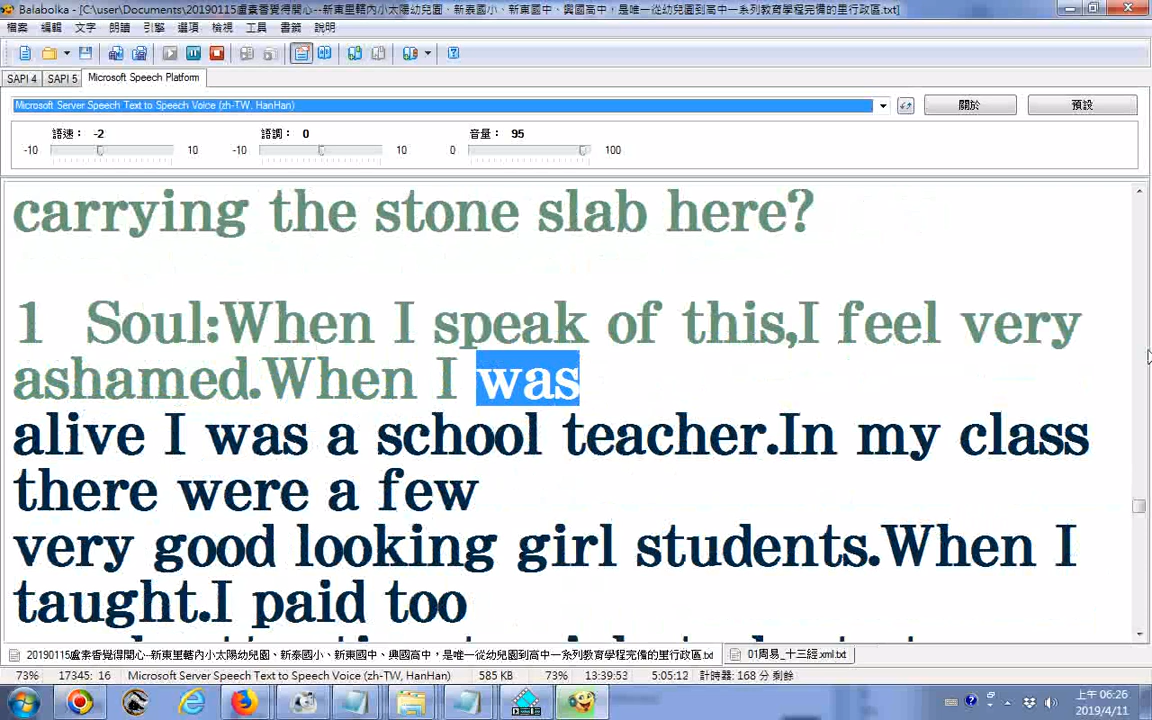 Balabolka - [C:\user\Documents\20190115盧素香覺得開心--新東里轄內小太陽幼兒園、新泰國小、新東國中、興國高中，是唯一從幼兒園到高中一系列教育學程完備的里行政區.txt]
檔案 編輯 文字 朗讀 引擎 選項 檢視 工具 書籤 說明
SAPI 4 SAPI 5 Microsoft Speech Platform
Microsoft Server Speech Text to Speech Voice (zh-TW, HanHan) 關於 預設
語速： -2 語調： 0 音量： 95
-10 10 -10 10 0 100
carrying the stone slab here?
1 Soul:When I speak of this,I feel very
ashamed.When I was
alive I was a school teacher.In my class
there were a few
very good looking girl students.When I
taught.I paid too
20190115盧素香覺得開心--新東里轄內小太陽幼兒園、新泰國小、新東國中、興國高中，是唯一從幼兒園到高中一系列教育學程完備的里行政區.txt 01周易_十三經.xml.txt
73% 17345: 16 Microsoft Server Speech Text to Speech Voice (zh-TW, HanHan) 585 KB 73% 13:39:53 5:05:12 計時器: 168 分 剩餘
上午 06:26
2019/4/11